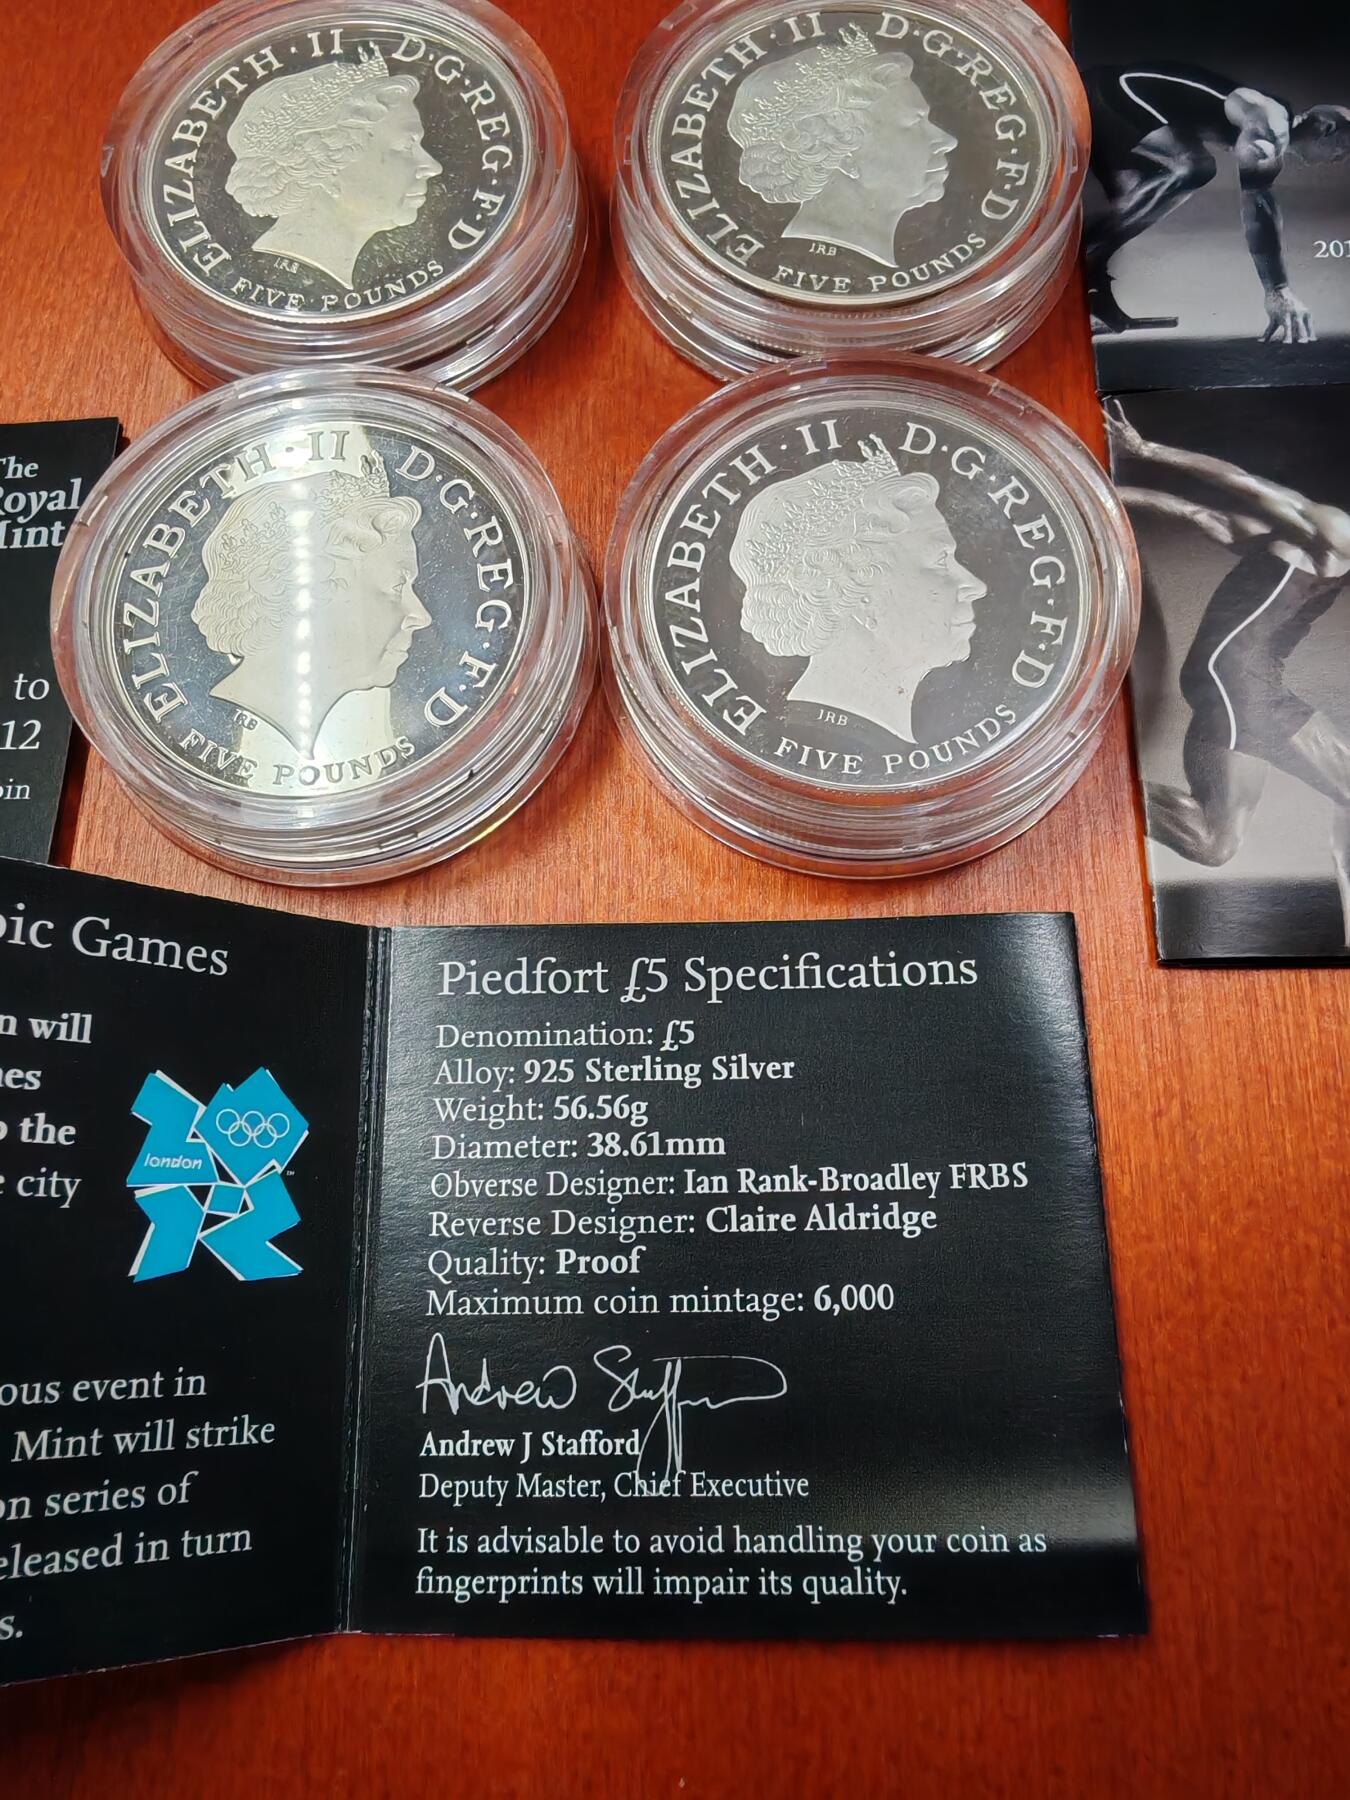 ELIZABETH·II D·G·REG·F·D
IRB
FIVE POUNDS
ELIZABETH·II D·G·REG·F·D
IRB
FIVE POUNDS
201
ELIZABETH·II D·G·REG·F·D
IRB
FIVE POUNDS
ELIZABETH·II D·G·REG·F·D
IRB
FIVE POUNDS
The
Royal
Mint
to
12
oin
pic Games
n will
nes
o the
city
london
ous event in
Mint will strike
on series of
eleased in turn
s.
Piedfort £5 Specifications
Denomination: £5
Alloy: 925 Sterling Silver
Weight: 56.56g
Diameter: 38.61mm
Obverse Designer: Ian Rank-Broadley FRBS
Reverse Designer: Claire Aldridge
Quality: Proof
Maximum coin mintage: 6,000
Andrew Stafford
Andrew J Stafford
Deputy Master, Chief Executive
It is advisable to avoid handling your coin as
fingerprints will impair its quality.